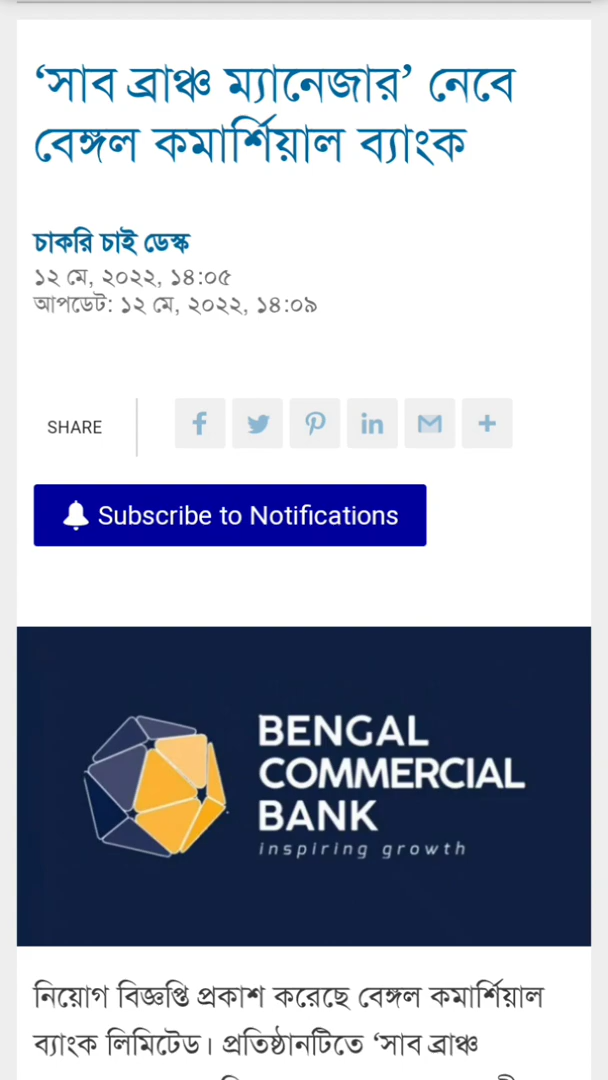 ‘সাব ব্রাঞ্চ ম্যানেজার’ নেবে
বেঙ্গল কমার্শিয়াল ব্যাংক
চাকরি চাই ডেস্ক
১২ মে, ২০২২, ১৪:০৫
আপডেট: ১২ মে, ২০২২, ১৪:০৯
SHARE
Subscribe to Notifications
BENGAL
COMMERCIAL
BANK
inspiring growth
নিয়োগ বিজ্ঞপ্তি প্রকাশ করেছে বেঙ্গল কমার্শিয়াল
ব্যাংক লিমিটেড। প্রতিষ্ঠানটিতে ‘সাব ব্রাঞ্চ